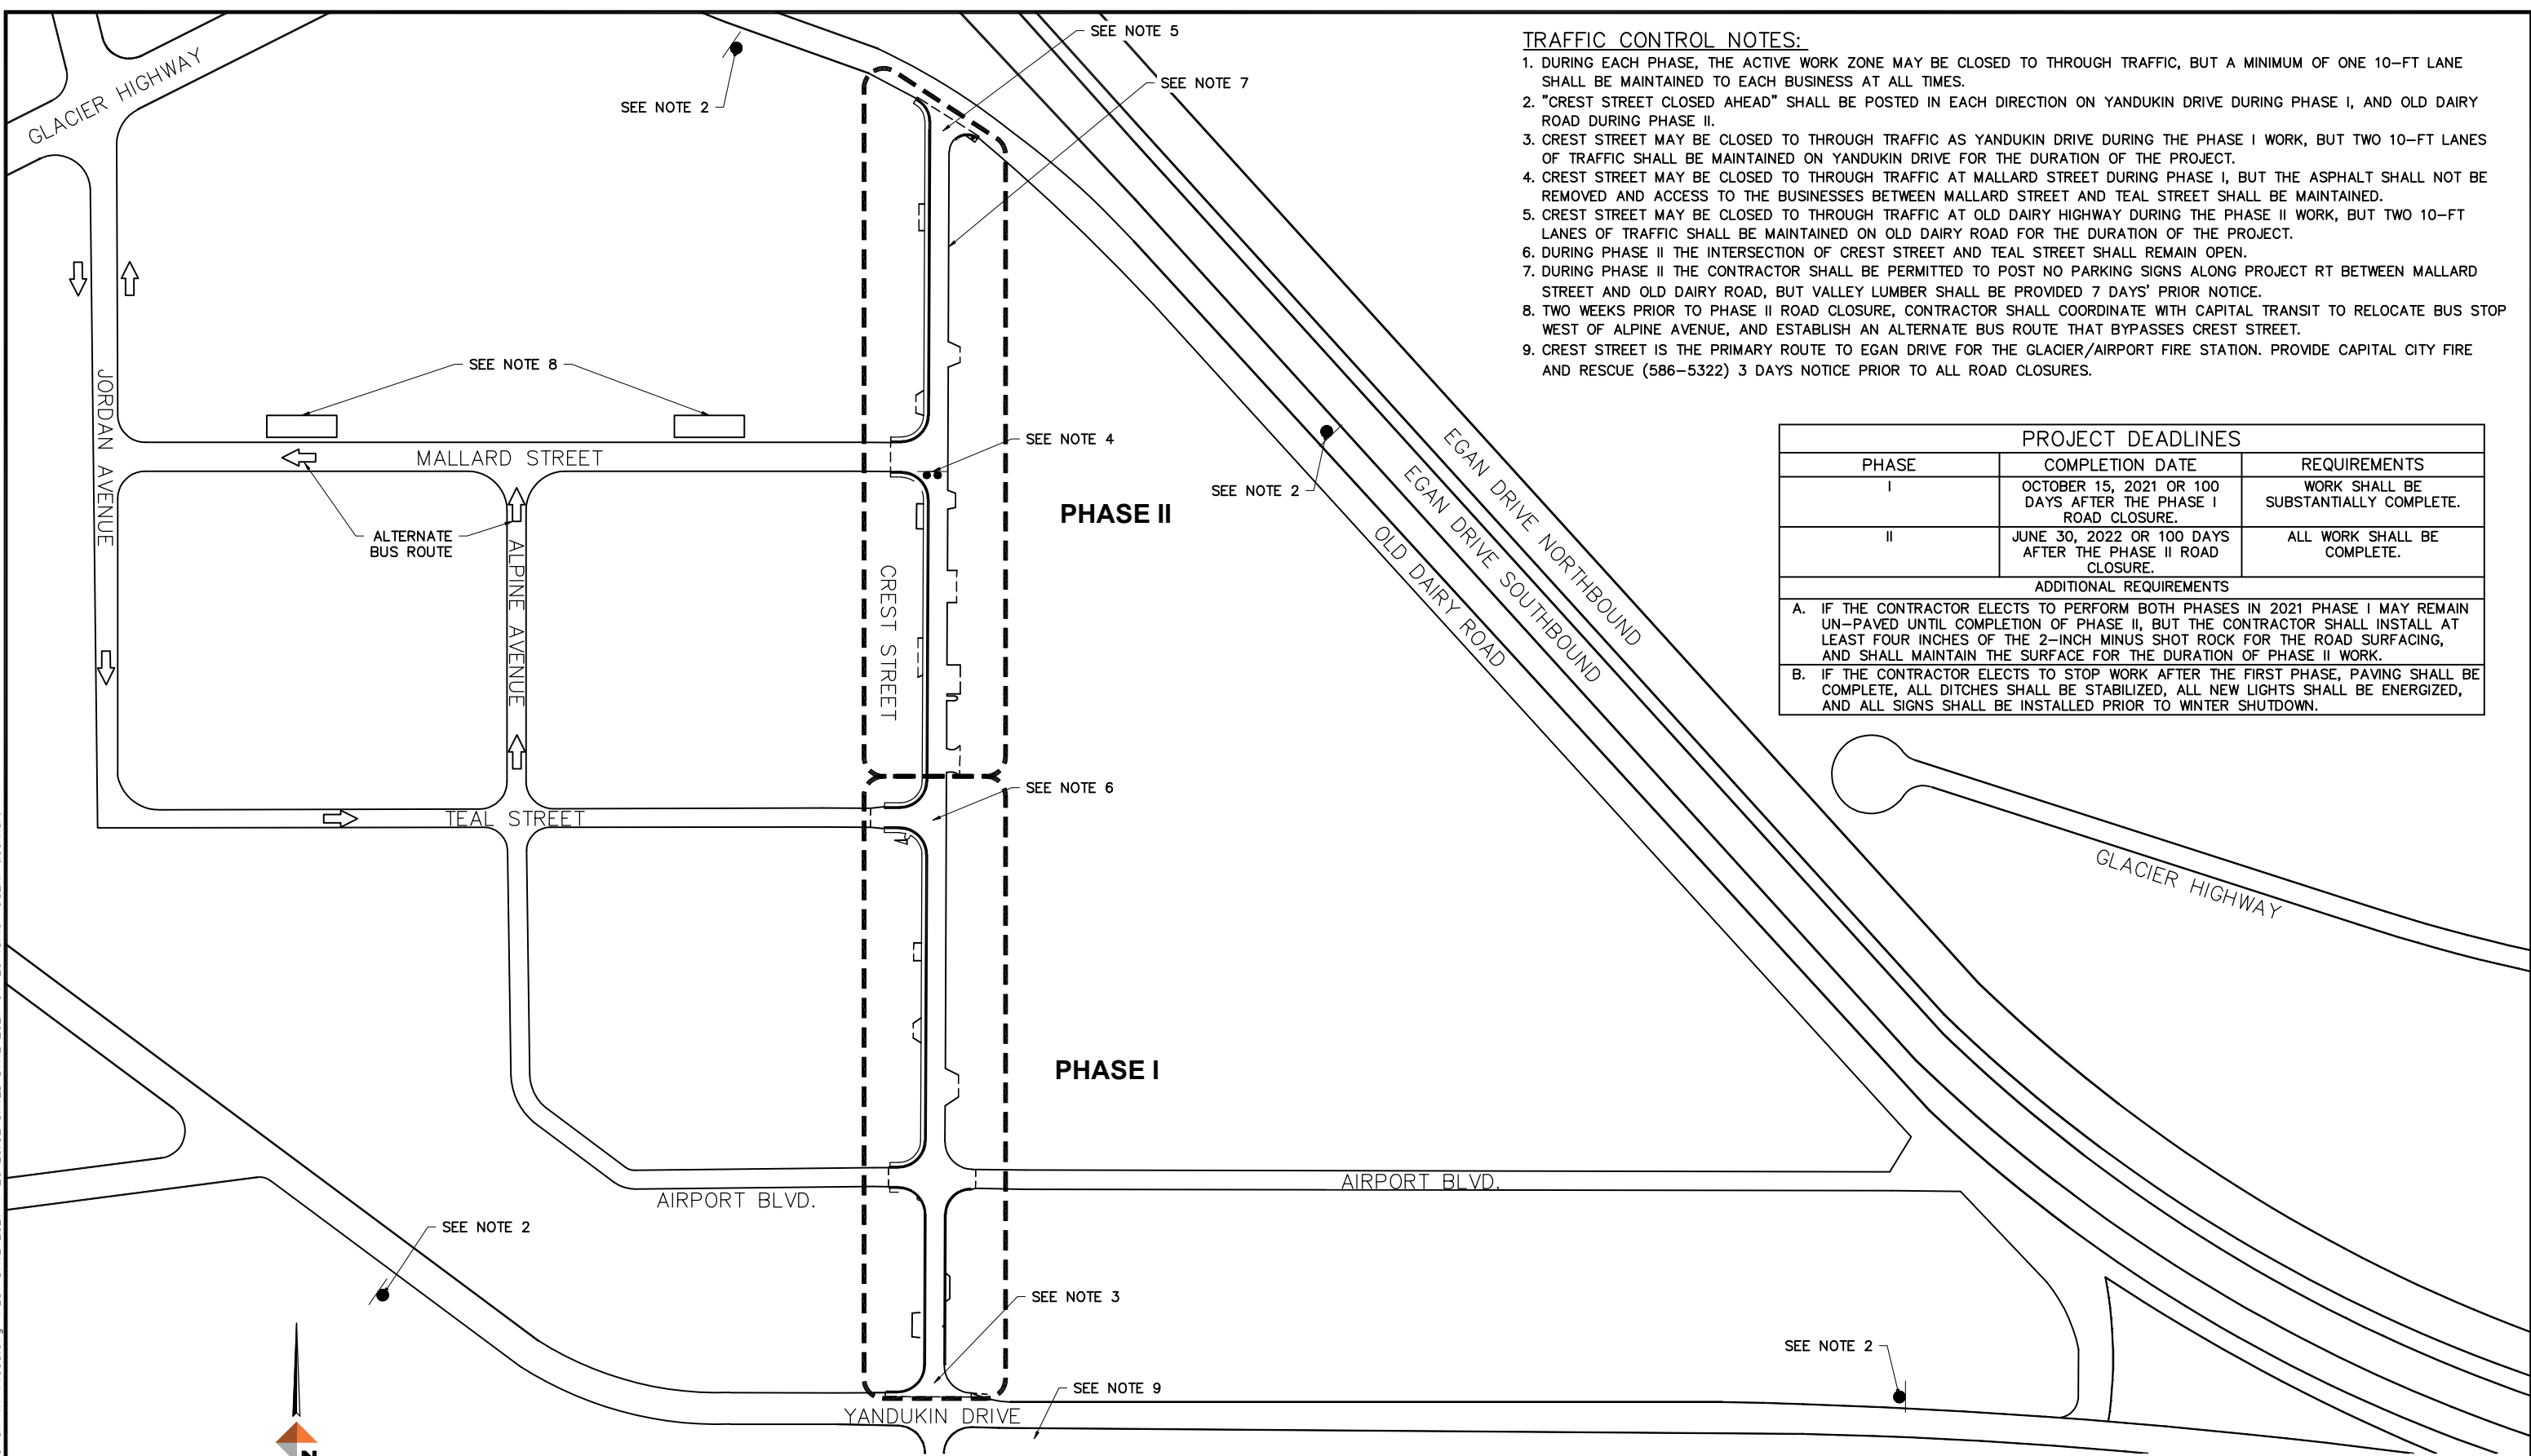 TRAFFIC CONTROL NOTES:
1. DURING EACH PHASE, THE ACTIVE WORK ZONE MAY BE CLOSED TO THROUGH TRAFFIC, BUT A MINIMUM OF ONE 10-FT LANE
SHALL BE MAINTAINED TO EACH BUSINESS AT ALL TIMES.
2. "CREST STREET CLOSED AHEAD" SHALL BE POSTED IN EACH DIRECTION ON YANDUKIN DRIVE DURING PHASE I, AND OLD DAIRY
ROAD DURING PHASE II.
3. CREST STREET MAY BE CLOSED TO THROUGH TRAFFIC AS YANDUKIN DRIVE DURING THE PHASE I WORK, BUT TWO 10-FT LANES
OF TRAFFIC SHALL BE MAINTAINED ON YANDUKIN DRIVE FOR THE DURATION OF THE PROJECT.
4. CREST STREET MAY BE CLOSED TO THROUGH TRAFFIC AT MALLARD STREET DURING PHASE I, BUT THE ASPHALT SHALL NOT BE
REMOVED AND ACCESS TO THE BUSINESSES BETWEEN MALLARD STREET AND TEAL STREET SHALL BE MAINTAINED.
5. CREST STREET MAY BE CLOSED TO THROUGH TRAFFIC AT OLD DAIRY HIGHWAY DURING THE PHASE II WORK, BUT TWO 10-FT
LANES OF TRAFFIC SHALL BE MAINTAINED ON OLD DAIRY ROAD FOR THE DURATION OF THE PROJECT.
6. DURING PHASE II THE INTERSECTION OF CREST STREET AND TEAL STREET SHALL REMAIN OPEN.
7. DURING PHASE II THE CONTRACTOR SHALL BE PERMITTED TO POST NO PARKING SIGNS ALONG PROJECT RT BETWEEN MALLARD
STREET AND OLD DAIRY ROAD, BUT VALLEY LUMBER SHALL BE PROVIDED 7 DAYS' PRIOR NOTICE.
8. TWO WEEKS PRIOR TO PHASE II ROAD CLOSURE, CONTRACTOR SHALL COORDINATE WITH CAPITAL TRANSIT TO RELOCATE BUS STOP
WEST OF ALPINE AVENUE, AND ESTABLISH AN ALTERNATE BUS ROUTE THAT BYPASSES CREST STREET.
9. CREST STREET IS THE PRIMARY ROUTE TO EGAN DRIVE FOR THE GLACIER/AIRPORT FIRE STATION. PROVIDE CAPITAL CITY FIRE
AND RESCUE (586-5322) 3 DAYS NOTICE PRIOR TO ALL ROAD CLOSURES.
PROJECT DEADLINES
PHASE
COMPLETION DATE
REQUIREMENTS
I
OCTOBER 15, 2021 OR 100
DAYS AFTER THE PHASE I
ROAD CLOSURE.
WORK SHALL BE
SUBSTANTIALLY COMPLETE.
II
JUNE 30, 2022 OR 100 DAYS
AFTER THE PHASE II ROAD
CLOSURE.
ALL WORK SHALL BE
COMPLETE.
ADDITIONAL REQUIREMENTS
A. IF THE CONTRACTOR ELECTS TO PERFORM BOTH PHASES IN 2021 PHASE I MAY REMAIN
UN-PAVED UNTIL COMPLETION OF PHASE II, BUT THE CONTRACTOR SHALL INSTALL AT
LEAST FOUR INCHES OF THE 2-INCH MINUS SHOT ROCK FOR THE ROAD SURFACING,
AND SHALL MAINTAIN THE SURFACE FOR THE DURATION OF PHASE II WORK.
B. IF THE CONTRACTOR ELECTS TO STOP WORK AFTER THE FIRST PHASE, PAVING SHALL BE
COMPLETE, ALL DITCHES SHALL BE STABILIZED, ALL NEW LIGHTS SHALL BE ENERGIZED,
AND ALL SIGNS SHALL BE INSTALLED PRIOR TO WINTER SHUTDOWN.
SEE NOTE 5
SEE NOTE 7
SEE NOTE 2
GLACIER HIGHWAY
SEE NOTE 8
JORDAN AVENUE
MALLARD STREET
SEE NOTE 4
SEE NOTE 2
PHASE II
ALTERNATE
BUS ROUTE
ALPINE AVENUE
CREST STREET
EGAN DRIVE NORTHBOUND
EGAN DRIVE SOUTHBOUND
OLD DAIRY ROAD
SEE NOTE 6
TEAL STREET
GLACIER HIGHWAY
PHASE I
AIRPORT BLVD.
AIRPORT BLVD.
SEE NOTE 2
SEE NOTE 3
SEE NOTE 2
SEE NOTE 9
YANDUKIN DRIVE
N